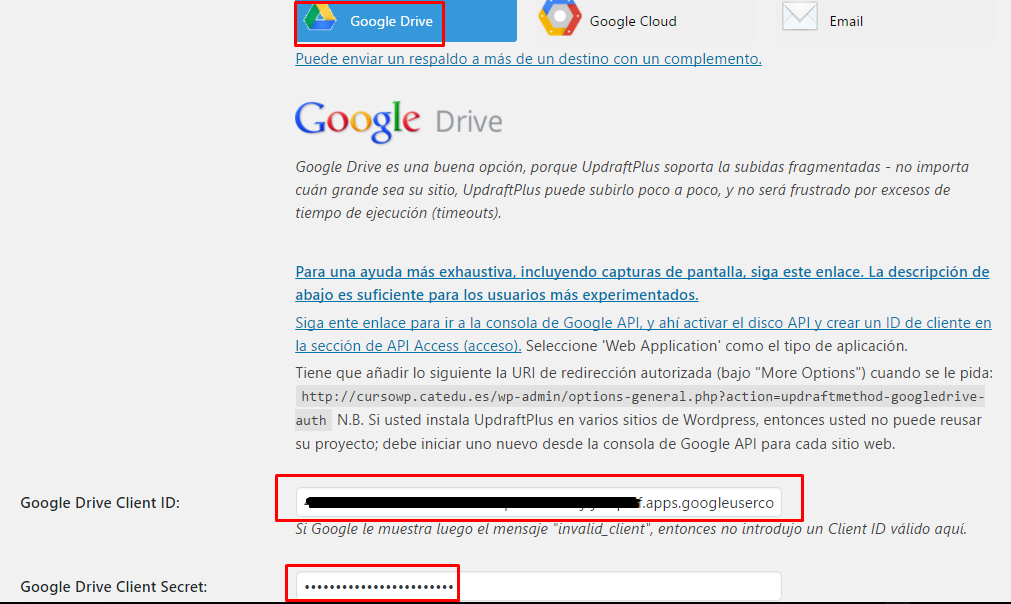 Google Drive
Google Cloud
Email
Puede enviar un respaldo a más de un destino con un complemento.
Google Drive
Google Drive es una buena opción, porque UpdraftPlus soporta la subidas fragmentadas - no importa
cuán grande sea su sitio, UpdraftPlus puede subirlo poco a poco, y no será frustrado por excesos de
tiempo de ejecución (timeouts).
Para una ayuda más exhaustiva, incluyendo capturas de pantalla, siga este enlace. La descripción de
abajo es suficiente para los usuarios más experimentados.
Siga ente enlace para ir a la consola de Google API, y ahí activar el disco API y crear un ID de cliente en
la sección de API Access (acceso). Seleccione 'Web Application' como el tipo de aplicación.
Tiene que añadir lo siguiente la URI de redirección autorizada (bajo "More Options") cuando se le pida:
http://cursowp.catedu.es/wp-admin/options-general.php?action=updraftmethod-googledrive-
auth N.B. Si usted instala UpdraftPlus en varios sitios de Wordpress, entonces usted no puede reusar
su proyecto; debe iniciar uno nuevo desde la consola de Google API para cada sitio web.
Google Drive Client ID:
.apps.googleuserco
Si Google le muestra luego el mensaje "invalid_client", entonces no introdujo un Client ID válido aquí.
Google Drive Client Secret: